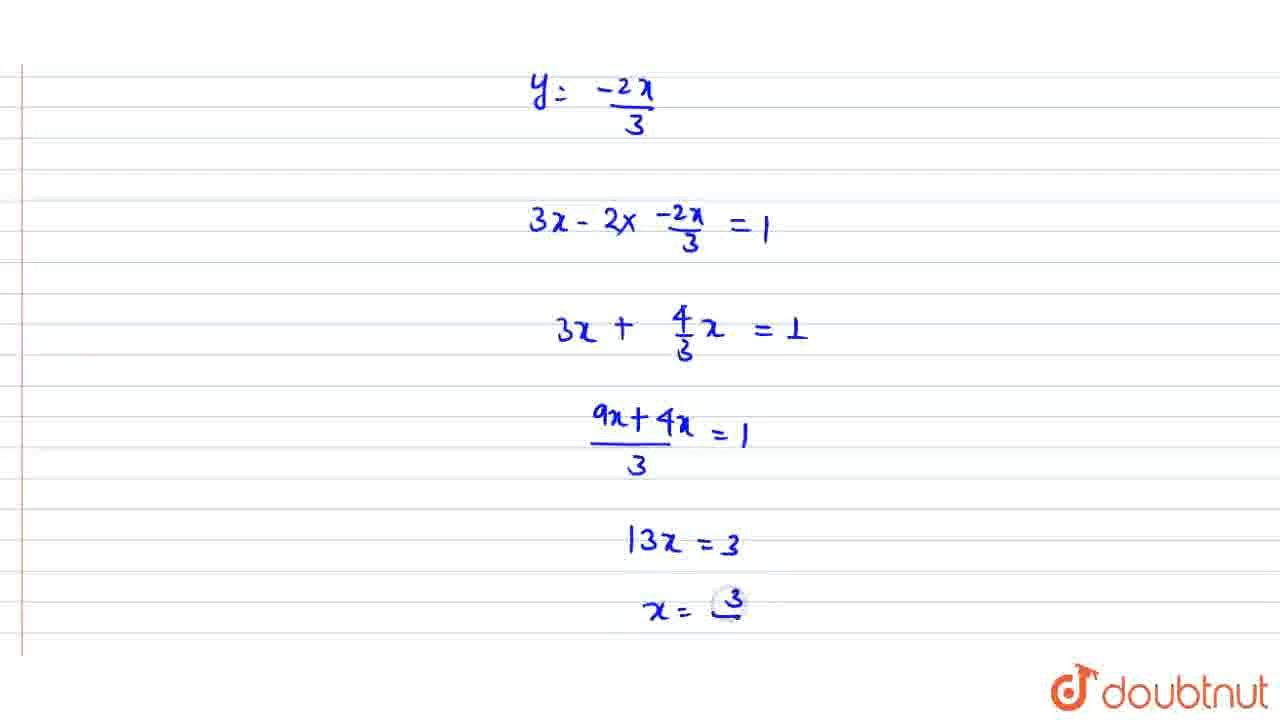 y = -2x/3
3x - 2x -2x/3 = 1
3x + 4/3 x = 1
9x + 4x/3 = 1
13x = 3
x = 3/
doubtnut